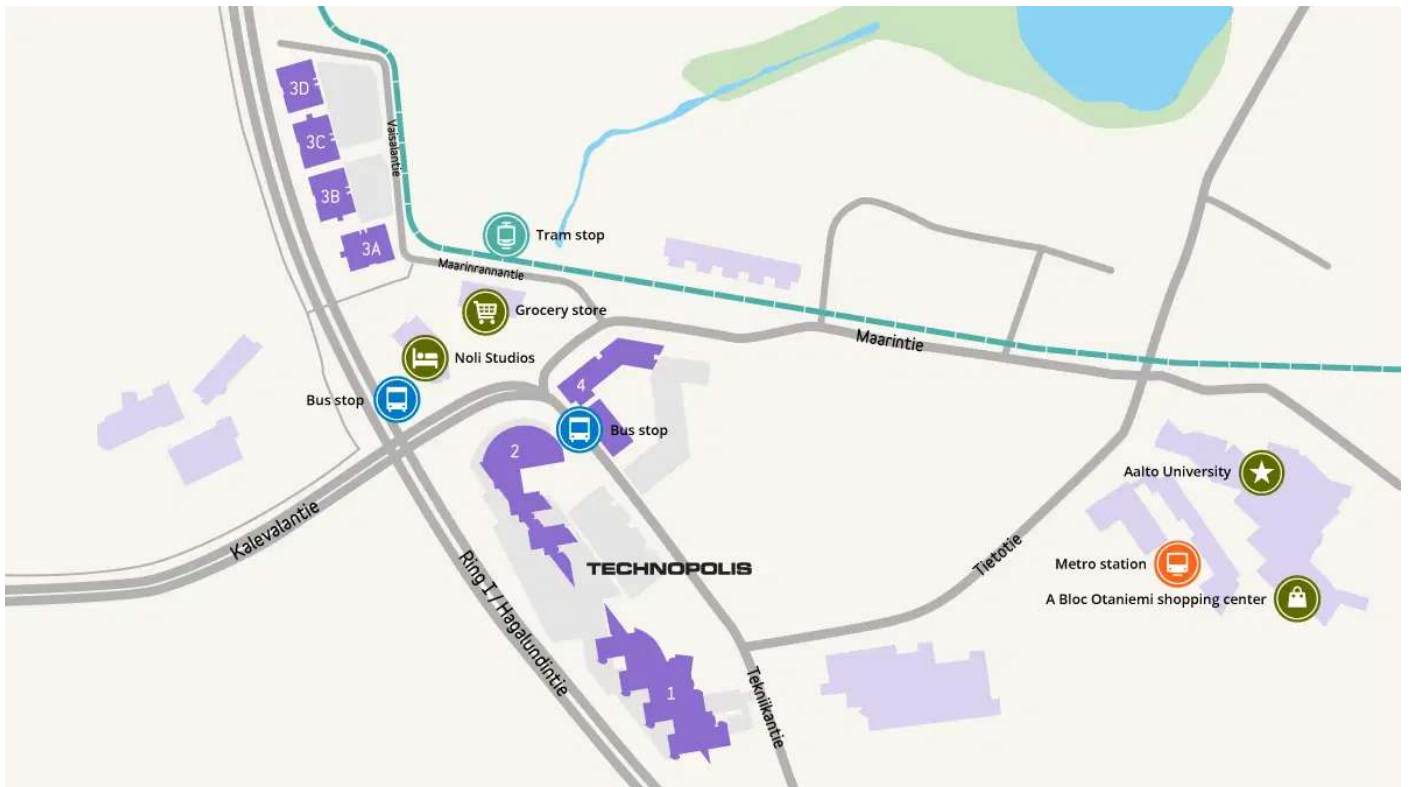 3D
3C
Vaisalantie
3B
3A
Tram stop
Maarinrannantie
Grocery store
Maarintie
Noli Studios
4
Bus stop
Bus stop
2
Aalto University
Kalevalantie
Ring I / Hagalundintie
TECHNOPOLIS
Tietotie
Metro station
A Bloc Otaniemi shopping center
1
Tekniikantie